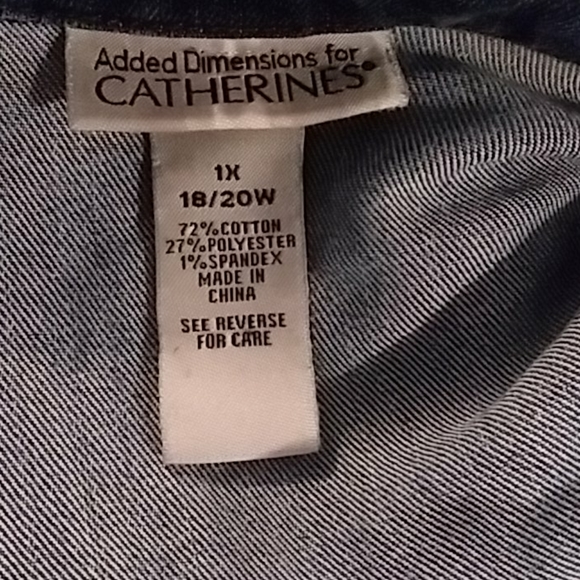 Added Dimensions for
CATHERINES®
1X
18/20W
72%COTTON
27%POLYESTER
1%SPANDEX
MADE IN
CHINA
SEE REVERSE
FOR CARE